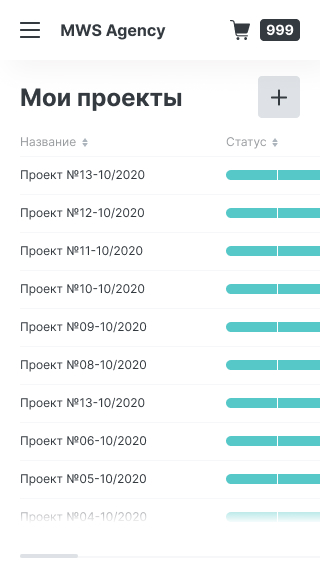 MWS Agency
999
Мои проекты
Название Статус
Проект №13-10/2020
Проект №12-10/2020
Проект №11-10/2020
Проект №10-10/2020
Проект №09-10/2020
Проект №08-10/2020
Проект №13-10/2020
Проект №06-10/2020
Проект №05-10/2020
Проект №04-10/2020